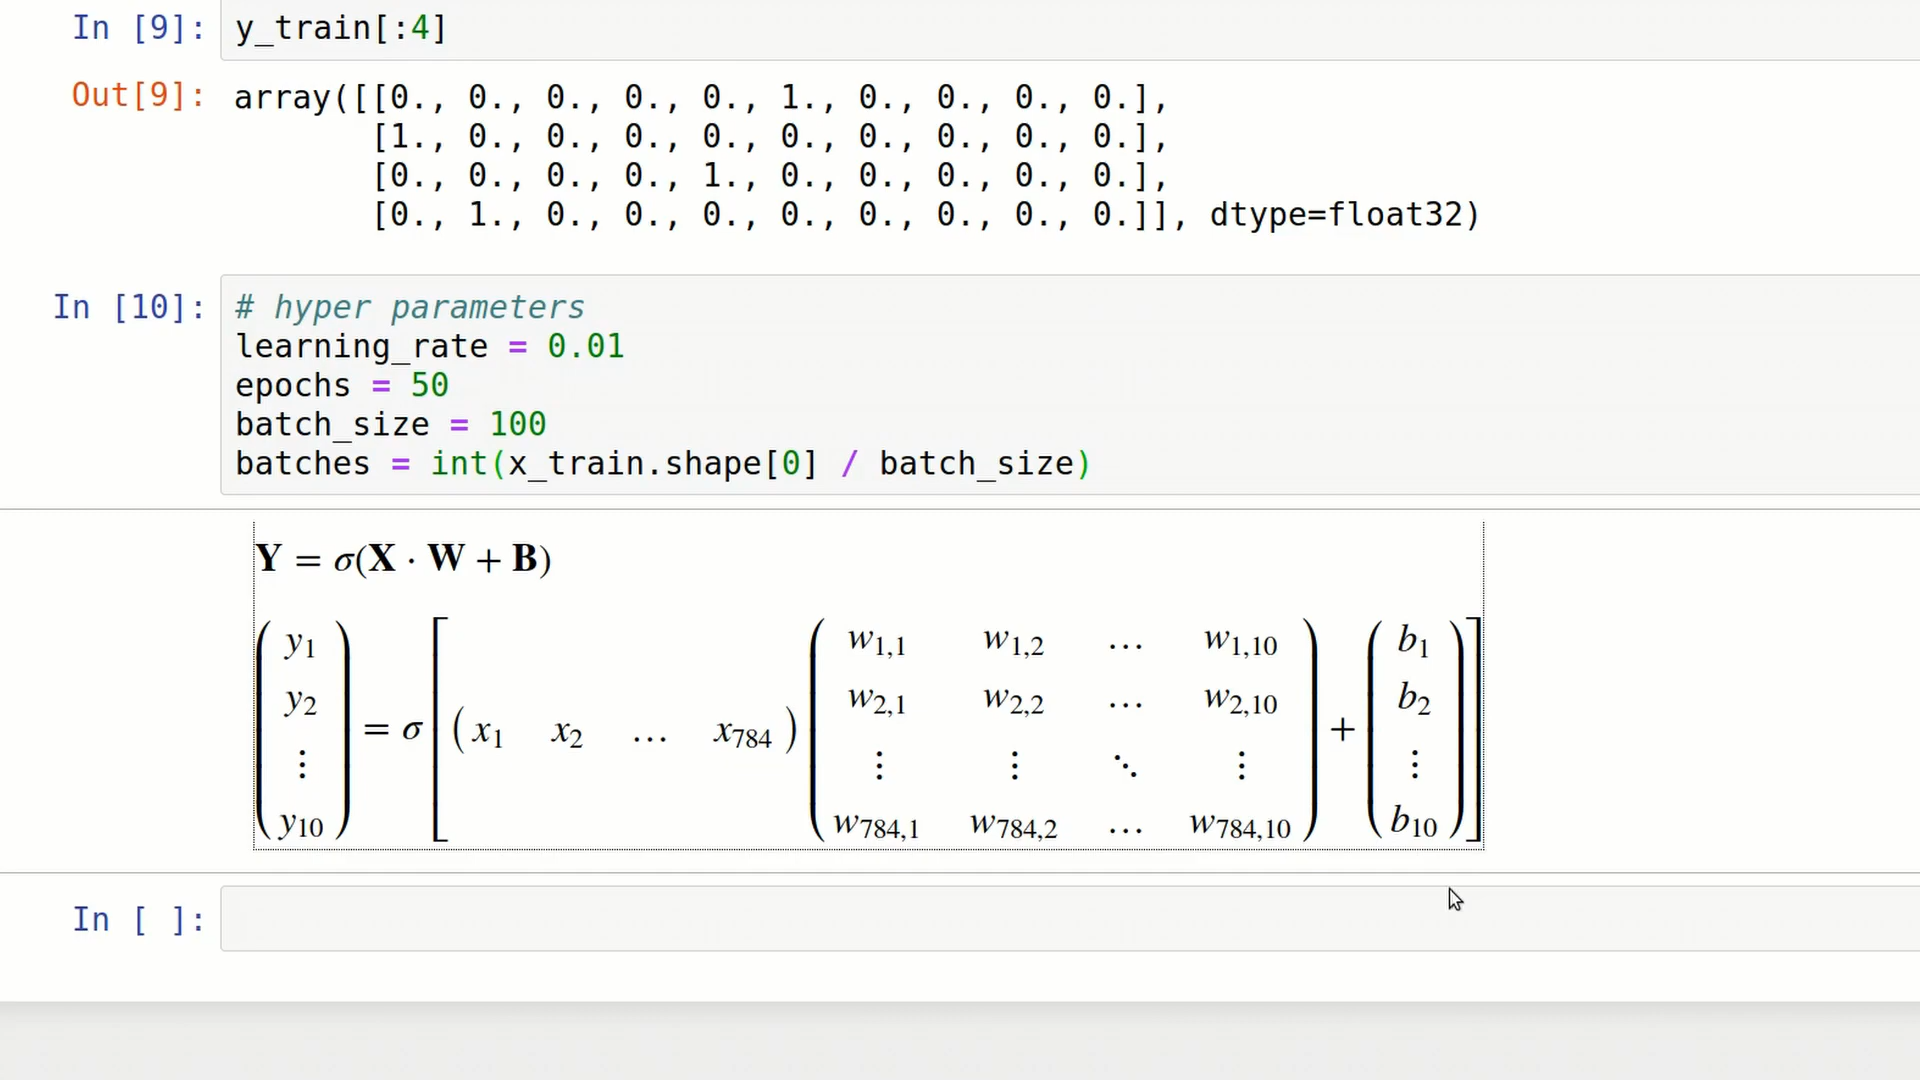 In [9]: y_train[:4]
Out[9]: array([[0., 0., 0., 0., 0., 1., 0., 0., 0., 0.],
[1., 0., 0., 0., 0., 0., 0., 0., 0., 0.],
[0., 0., 0., 0., 1., 0., 0., 0., 0., 0.],
[0., 1., 0., 0., 0., 0., 0., 0., 0., 0.]], dtype=float32)
In [10]: # hyper parameters
learning_rate = 0.01
epochs = 50
batch_size = 100
batches = int(x_train.shape[0] / batch_size)
Y = σ(X · W + B)
( y1 y2 ⋮ y10 ) = σ [ ( x1 x2 … x784 ) ( w1,1 w1,2 … w1,10
w2,1 w2,2 … w2,10
⋮ ⋮ ⋱ ⋮
w784,1 w784,2 … w784,10 ) + ( b1 b2 ⋮ b10 ) ]
In [ ]: